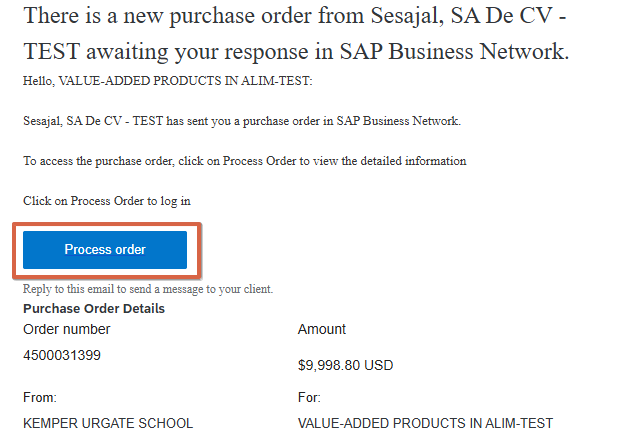 There is a new purchase order from Sesajal, SA De CV -
TEST awaiting your response in SAP Business Network.
Hello, VALUE-ADDED PRODUCTS IN ALIM-TEST:
Sesajal, SA De CV - TEST has sent you a purchase order in SAP Business Network.
To access the purchase order, click on Process Order to view the detailed information
Click on Process Order to log in
Process order
Reply to this email to send a message to your client.
Purchase Order Details
Order number
Amount
4500031399
$9,998.80 USD
From:
For:
KEMPER URGATE SCHOOL
VALUE-ADDED PRODUCTS IN ALIM-TEST